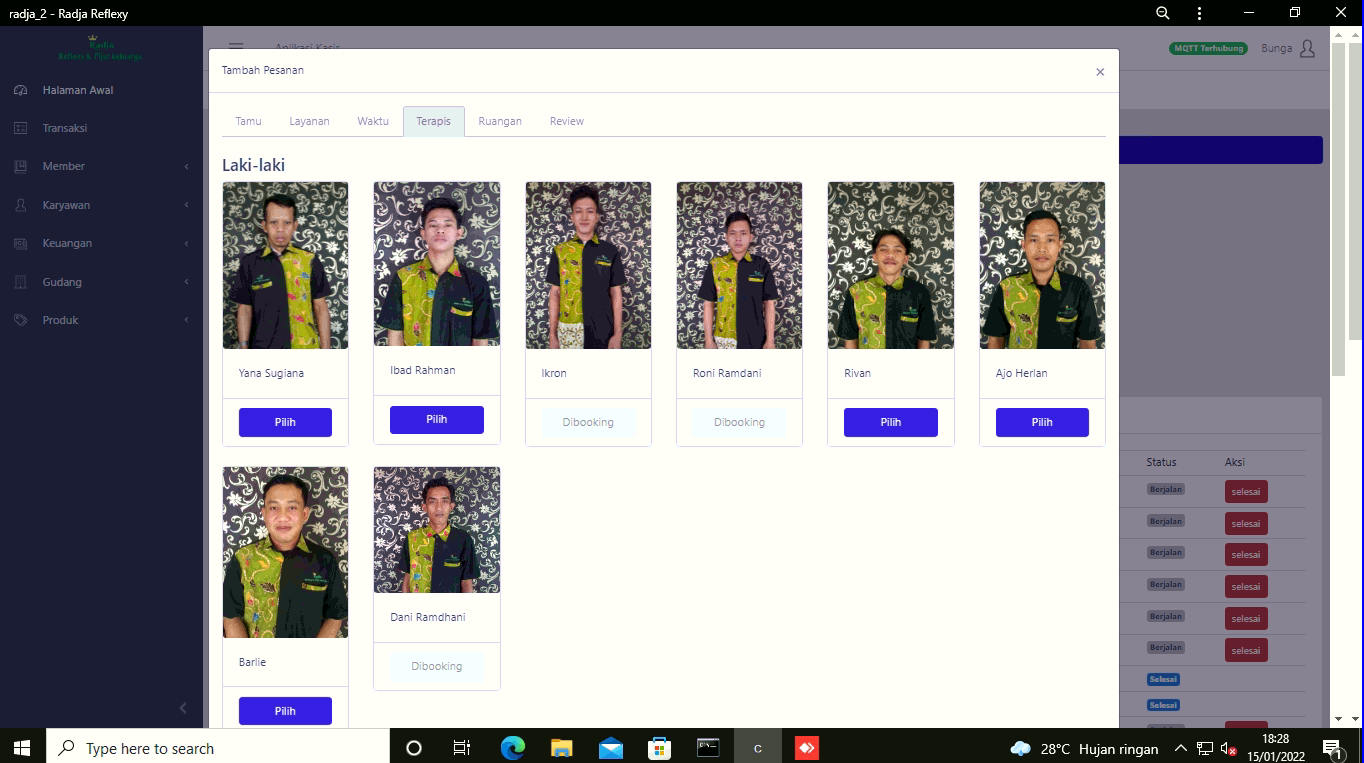 radja_2 - Radja Reflexy
Radja
Aplikasi Kasir
MQTT Terhubung
Bunga
Halaman Awal
Transaksi
Member
Karyawan
Keuangan
Gudang
Produk
Tambah Pesanan
×
Tamu
Layanan
Waktu
Terapis
Ruangan
Review
Laki-laki
Yana Sugiana
Ibad Rahman
Ikron
Roni Ramdani
Rivan
Ajo Herlan
Pilih
Pilih
Dibooking
Dibooking
Pilih
Pilih
Barlie
Dani Ramdhani
Pilih
Dibooking
Status
Aksi
Berjalan
selesai
Berjalan
selesai
Berjalan
selesai
Berjalan
selesai
Berjalan
selesai
Berjalan
selesai
Selesai
Selesai
Type here to search
C
28°C Hujan ringan
18:28
15/01/2022
1